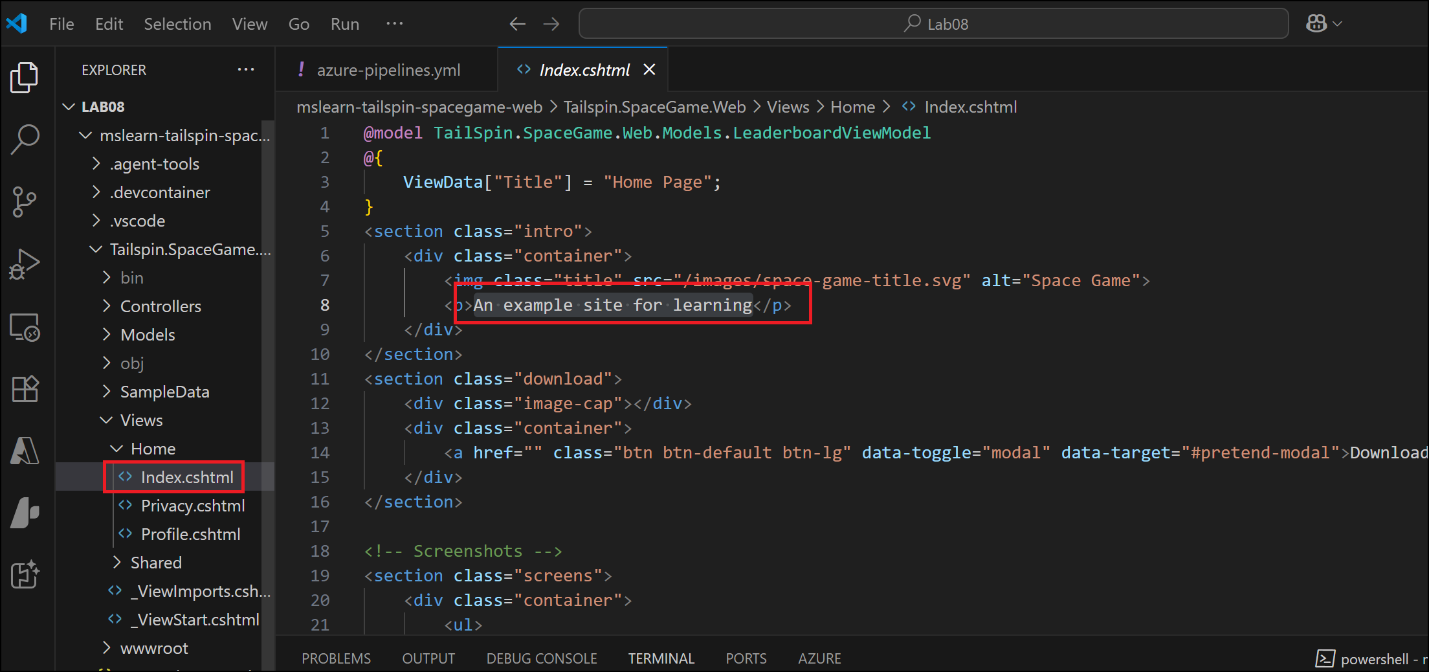 File Edit Selection View Go Run ··· Lab08
EXPLORER ···
LAB08
mslearn-tailspin-spac...
.agent-tools
.devcontainer
.vscode
Tailspin.SpaceGame....
bin
Controllers
Models
obj
SampleData
Views
Home
Index.cshtml
Privacy.cshtml
Profile.cshtml
Shared
_ViewImports.csh...
_ViewStart.cshtml
wwwroot
! azure-pipelines.yml <> Index.cshtml
mslearn-tailspin-spacegame-web > Tailspin.SpaceGame.Web > Views > Home > <> Index.cshtml
1 @model TailSpin.SpaceGame.Web.Models.LeaderboardViewModel
2 @{
3 ViewData["Title"] = "Home Page";
4 }
5 <section class="intro">
6 <div class="container">
7 <img class="title" src="/images/space-game-title.svg" alt="Space Game">
8 <p>An example site for learning</p>
9 </div>
10 </section>
11 <section class="download">
12 <div class="image-cap"></div>
13 <div class="container">
14 <a href="" class="btn btn-default btn-lg" data-toggle="modal" data-target="#pretend-modal">Download
15 </div>
16 </section>
17
18 <!-- Screenshots -->
19 <section class="screens">
20 <div class="container">
21 <ul>
PROBLEMS OUTPUT DEBUG CONSOLE TERMINAL PORTS AZURE powershell -